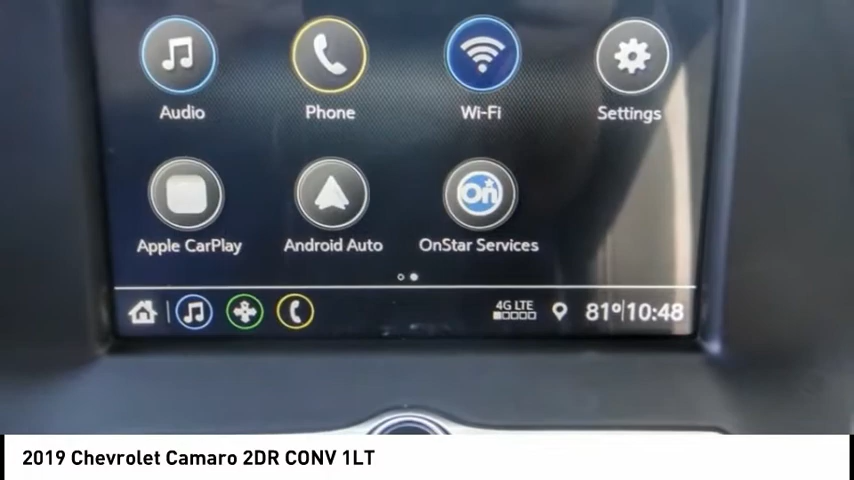 Audio Phone Wi-Fi Settings
On
Apple CarPlay Android Auto OnStar Services
4G LTE 81° 10:48
2019 Chevrolet Camaro 2DR CONV 1LT